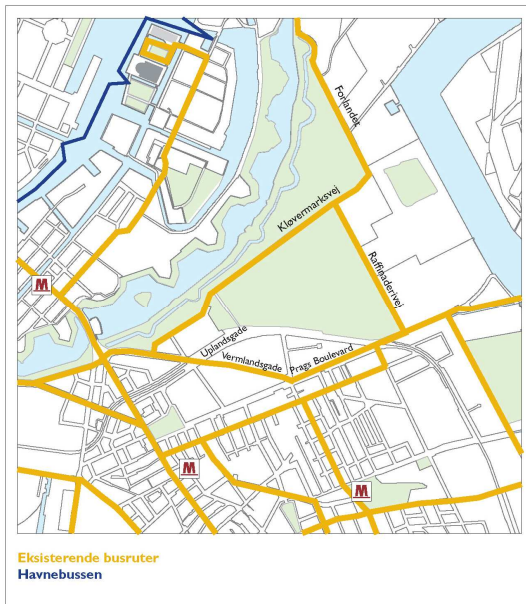 Forlandet
Kløvermarksvej
Raffinaderivej
M
Uplandsgade
Vermlandsgade
Prags Boulevard
M
M
Eksisterende busruter
Havnebussen